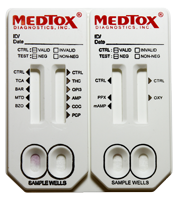 MEDTOX
DIAGNOSTICS, INC.
ID/
Date
CTRL: VALID INVALID
TEST: NEG NON-NEG
CTRL CTRL
TCA THC
BAR OPI3
MTD AMP
BZO COC
PCP
SAMPLE WELLS
MEDTOX
DIAGNOSTICS, INC.
ID/
Date
CTRL: VALID INVALID
TEST: NEG NON-NEG
CTRL CTRL
PPX OXY
mAMP
SAMPLE WELLS